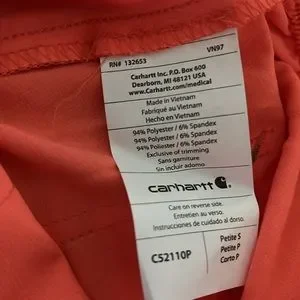 RN# 132653 VN97
Carhartt Inc. P.O. Box 600
Dearborn, MI 48121 USA
www.Carhartt.com/medical
Made in Vietnam
Fabriqué au Vietnam
Hecho en Vietnam
94% Polyester / 6% Spandex
94% Polyester / 6% Spandex
94% Poliéster / 6% Spandex
Exclusive of trimming
Sans garniture
Sin incluir adorno
carhartt
Care on reverse side.
Entretien au verso.
Instrucciones de cuidado al dorso.
C52110P
Petite S
Petite P
Corto P